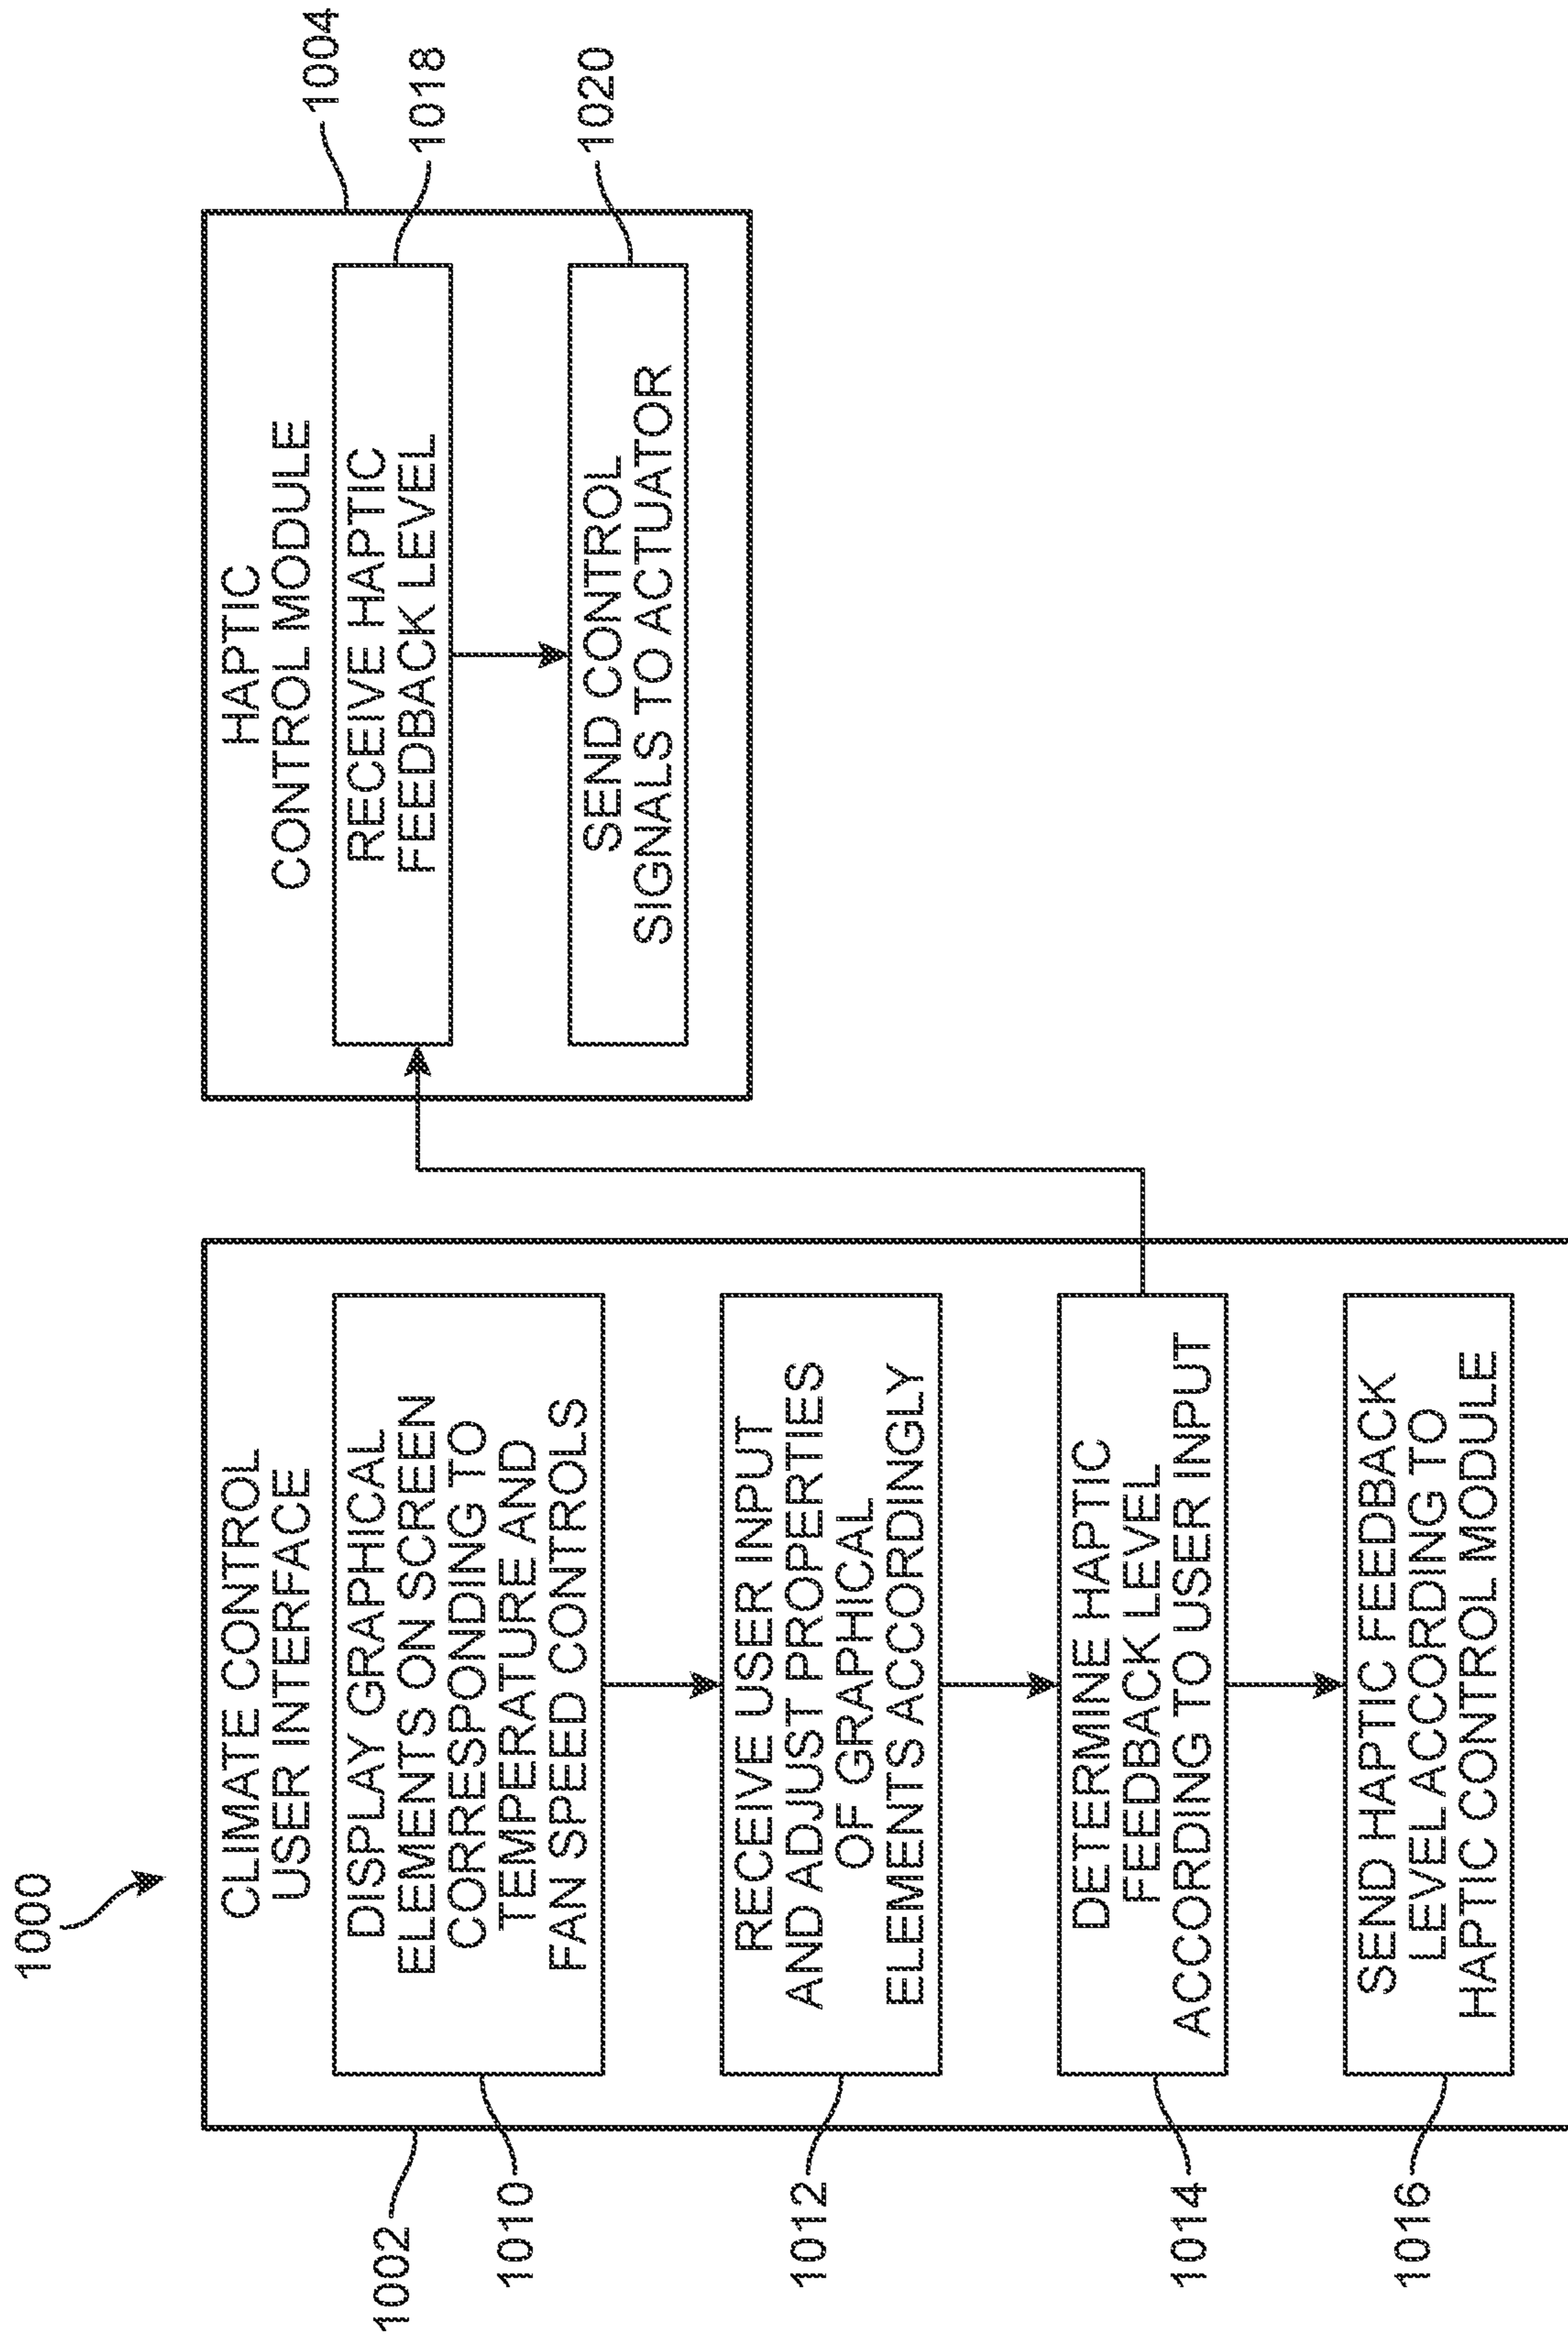 1000
1002
CLIMATE CONTROL
USER INTERFACE
1010
DISPLAY GRAPHICAL
ELEMENTS ON SCREEN
CORRESPONDING TO
TEMPERATURE AND
FAN SPEED CONTROLS
1012
RECEIVE USER INPUT
AND ADJUST PROPERTIES
OF GRAPHICAL
ELEMENTS ACCORDINGLY
1014
DETERMINE HAPTIC
FEEDBACK LEVEL
ACCORDING TO USER INPUT
1016
SEND HAPTIC FEEDBACK
LEVEL ACCORDING TO
HAPTIC CONTROL MODULE
1004
HAPTIC
CONTROL MODULE
1018
RECEIVE HAPTIC
FEEDBACK LEVEL
1020
SEND CONTROL
SIGNALS TO ACTUATOR